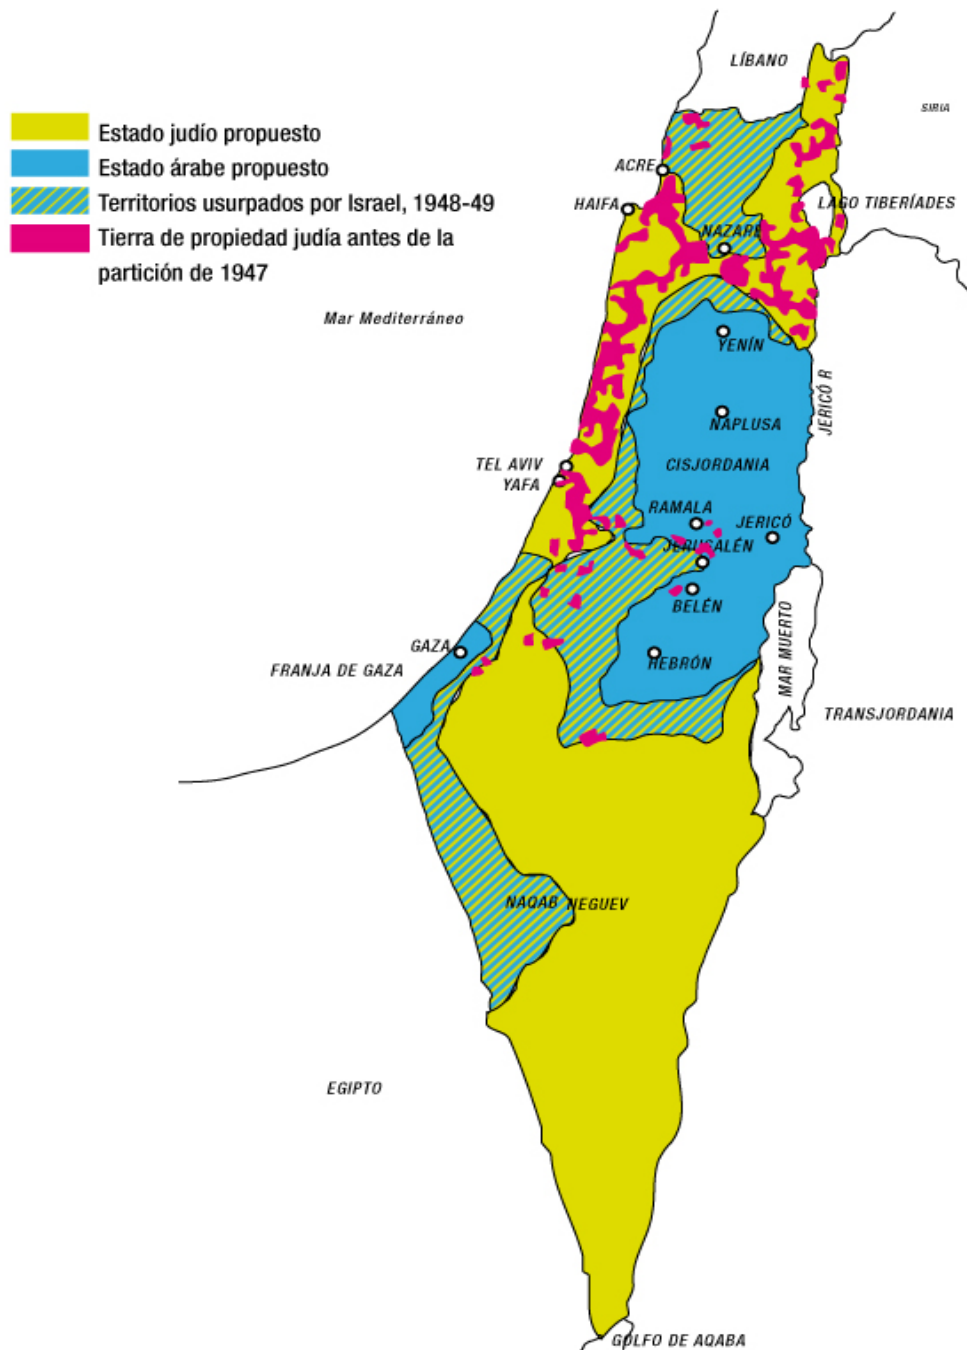 Estado judío propuesto
Estado árabe propuesto
Territorios usurpados por Israel, 1948-49
Tierra de propiedad judía antes de la
partición de 1947
LÍBANO
SIRIA
ACRE
HAIFA
LAGO TIBERÍADES
NAZARE
Mar Mediterráneo
YENÍN
JERICÓ R
NAPLUSA
TEL AVIV
CISJORDANIA
YAFA
RAMALA
JERICÓ
JERUSALÉN
BELÉN
MAR MUERTO
GAZA
HEBRÓN
FRANJA DE GAZA
TRANSJORDANIA
NAQAB NEGUEV
EGIPTO
GOLFO DE AQABA